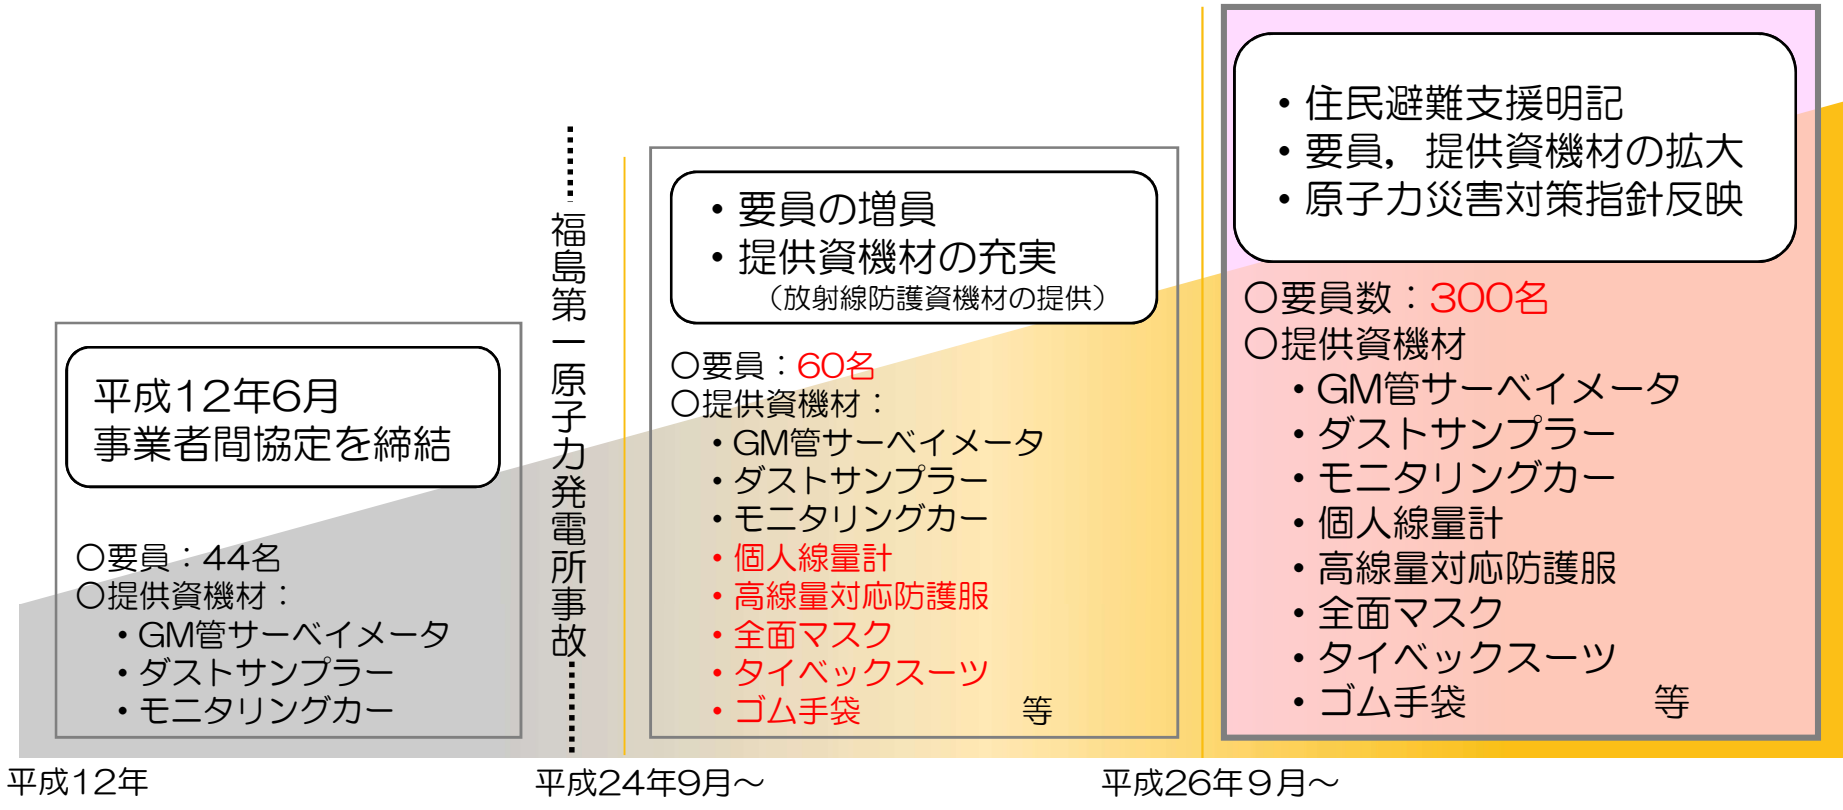 平成12年6月
事業者間協定を締結
〇要員：44名
〇提供資機材：
・GM管サーベイメータ
・ダストサンプラー
・モニタリングカー
福島第一原子力発電所事故
・要員の増員
・提供資機材の充実
（放射線防護資機材の提供）
〇要員：60名
〇提供資機材：
・GM管サーベイメータ
・ダストサンプラー
・モニタリングカー
・個人線量計
・高線量対応防護服
・全面マスク
・タイベックスーツ
・ゴム手袋 等
・住民避難支援明記
・要員，提供資機材の拡大
・原子力災害対策指針反映
〇要員数：300名
〇提供資機材
・GM管サーベイメータ
・ダストサンプラー
・モニタリングカー
・個人線量計
・高線量対応防護服
・全面マスク
・タイベックスーツ
・ゴム手袋 等
平成12年
平成24年9月～
平成26年９月～